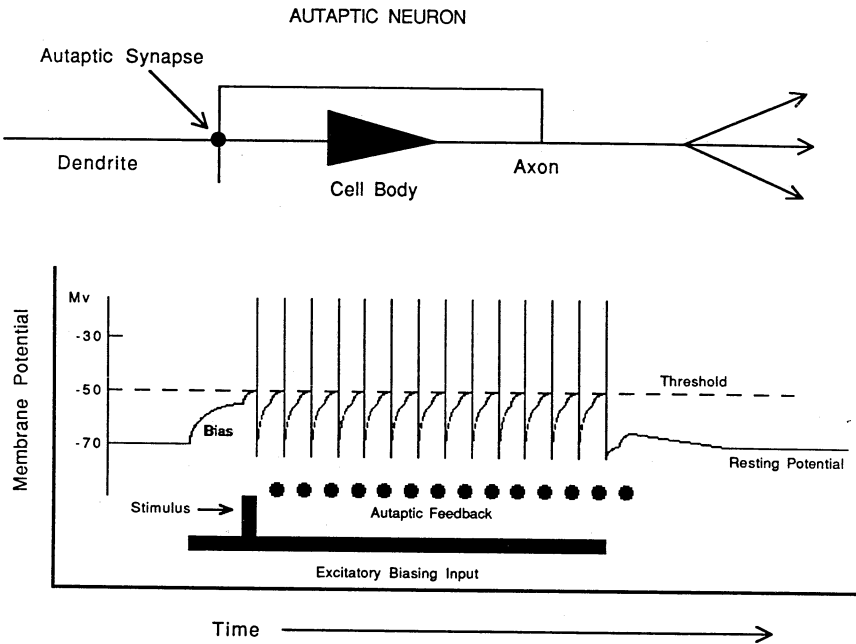 AUTAPTIC NEURON
Autaptic Synapse
Dendrite
Cell Body
Axon
Membrane Potential
Mv
-30
-50
-70
Threshold
Bias
Resting Potential
Stimulus
Autaptic Feedback
Excitatory Biasing Input
Time